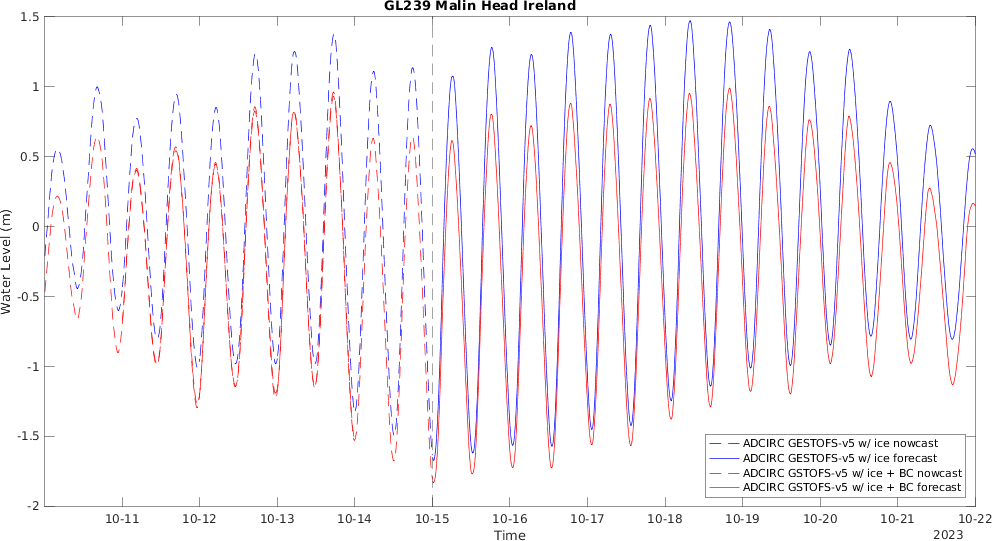 GL239 Malin Head Ireland
1.5
1
0.5
0
-0.5
-1
-1.5
-2
Water Level (m)
10-11 10-12 10-13 10-14 10-15 10-16 10-17 10-18 10-19 10-20 10-21 10-22
Time
2023
ADCIRC GESTOFS-v5 w/ ice nowcast
ADCIRC GESTOFS-v5 w/ ice forecast
ADCIRC GSTOFS-v5 w/ ice + BC nowcast
ADCIRC GSTOFS-v5 w/ ice + BC forecast